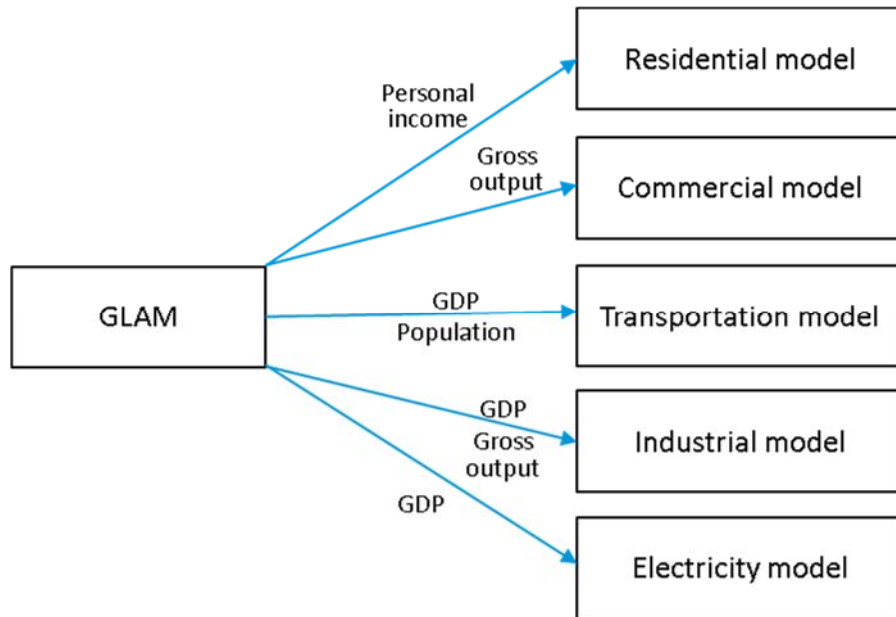 Residential model
Personal
income
Gross
output
Commercial model
GLAM
GDP
Population
Transportation model
GDP
Gross
output
Industrial model
GDP
Electricity model